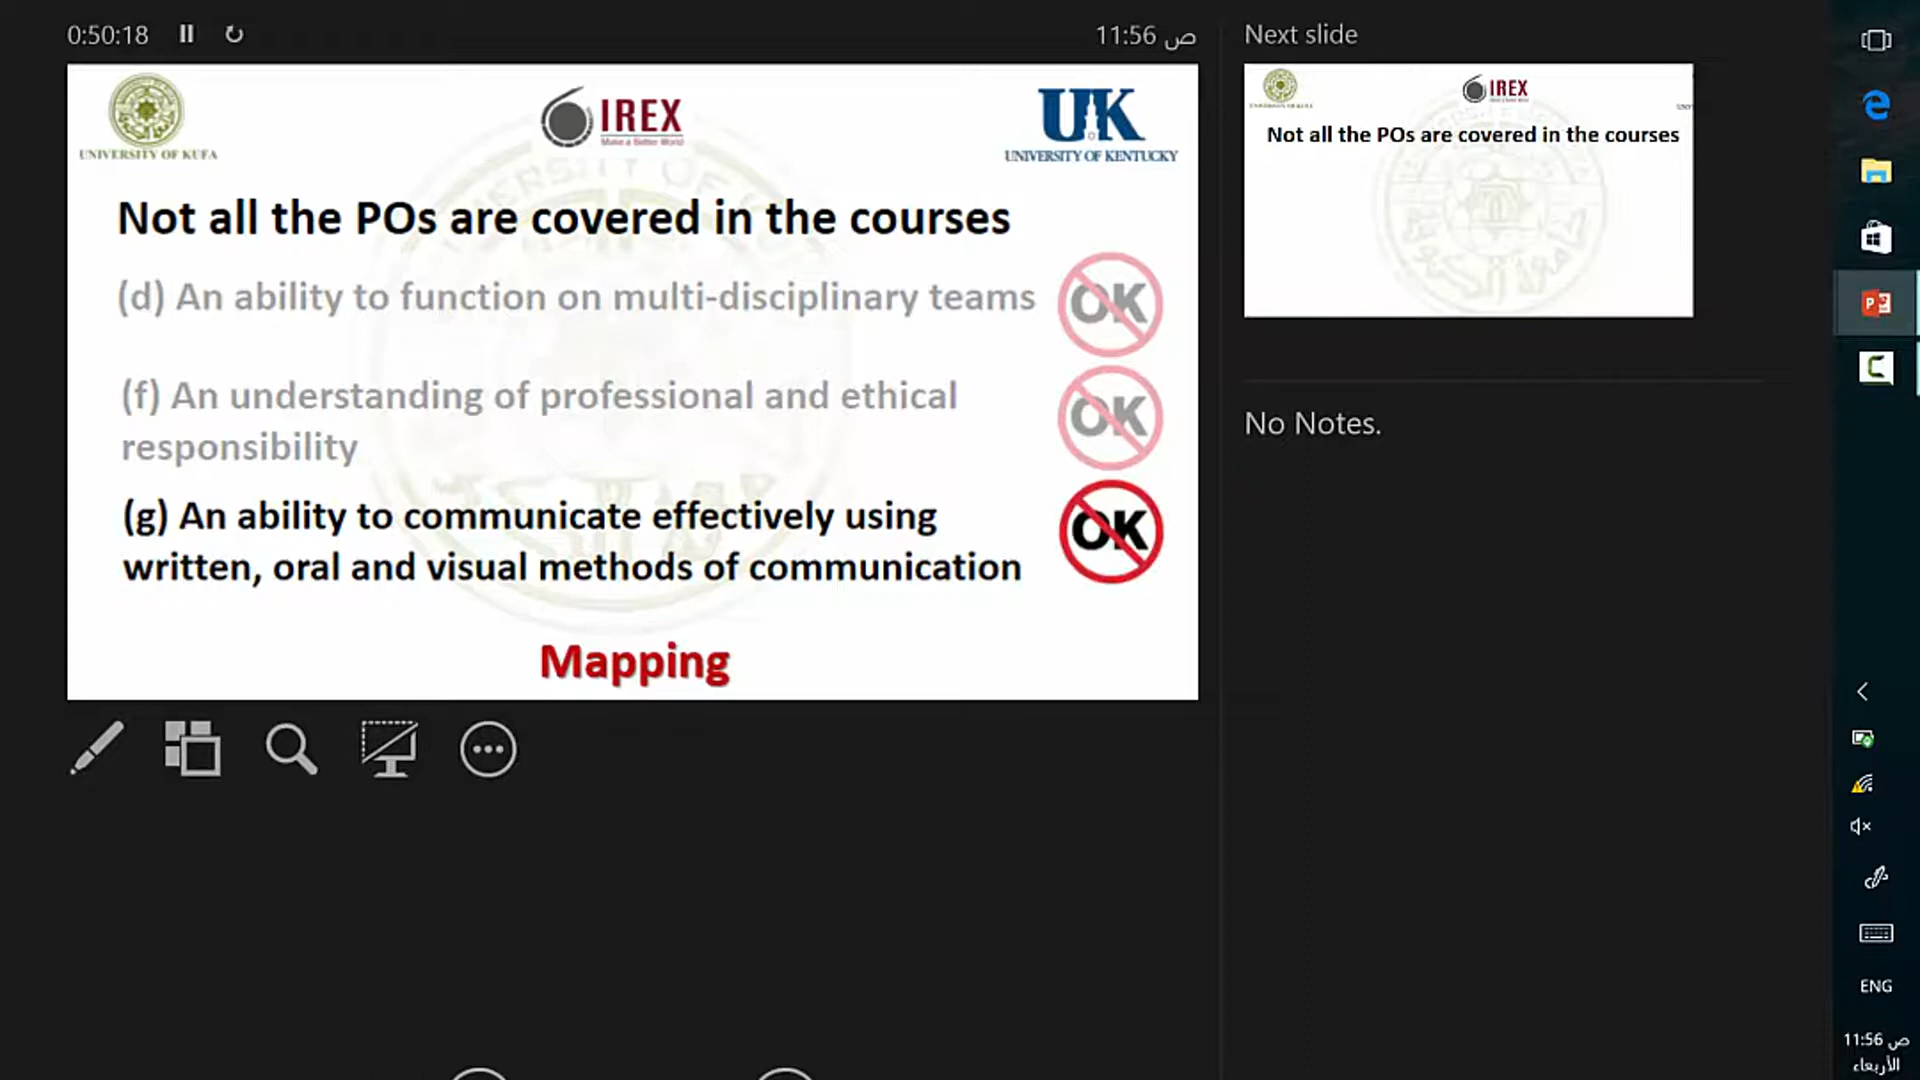 0:50:18
11:56 ص
Next slide
UNIVERSITY OF KUFA
IREX
Make a Better World
UK
UNIVERSITY OF KENTUCKY
Not all the POs are covered in the courses
(d) An ability to function on multi-disciplinary teams
OK
(f) An understanding of professional and ethical
responsibility
OK
(g) An ability to communicate effectively using
written, oral and visual methods of communication
OK
Mapping
IREX
Not all the POs are covered in the courses
No Notes.
ENG
11:56 ص
الأربعاء